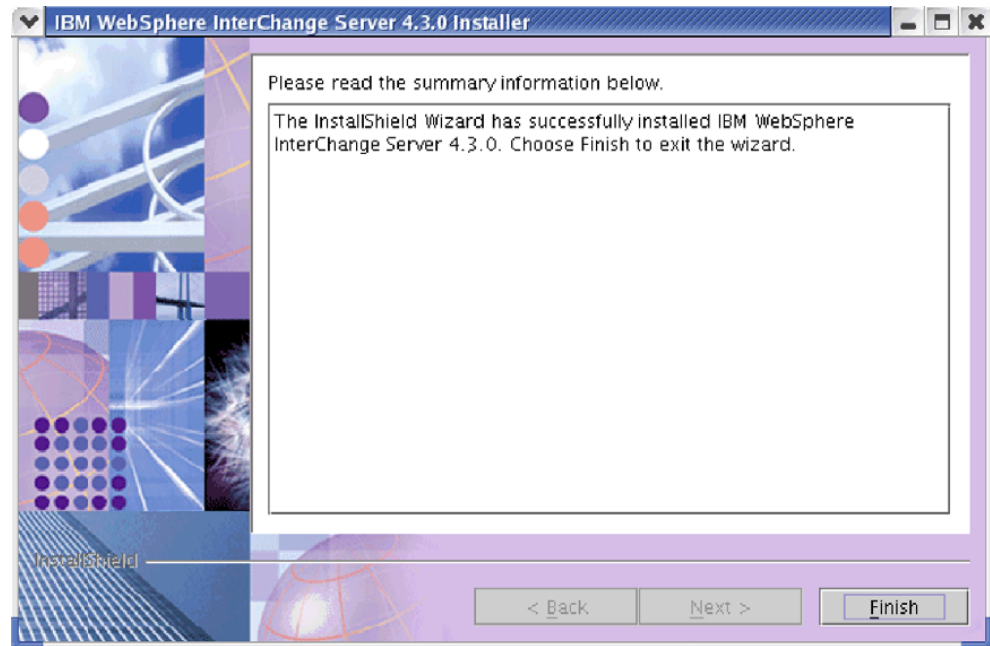 IBM WebSphere InterChange Server 4.3.0 Installer
Please read the summary information below.
The InstallShield Wizard has successfully installed IBM WebSphere
InterChange Server 4.3.0. Choose Finish to exit the wizard.
InstallShield
< Back
Next >
Finish